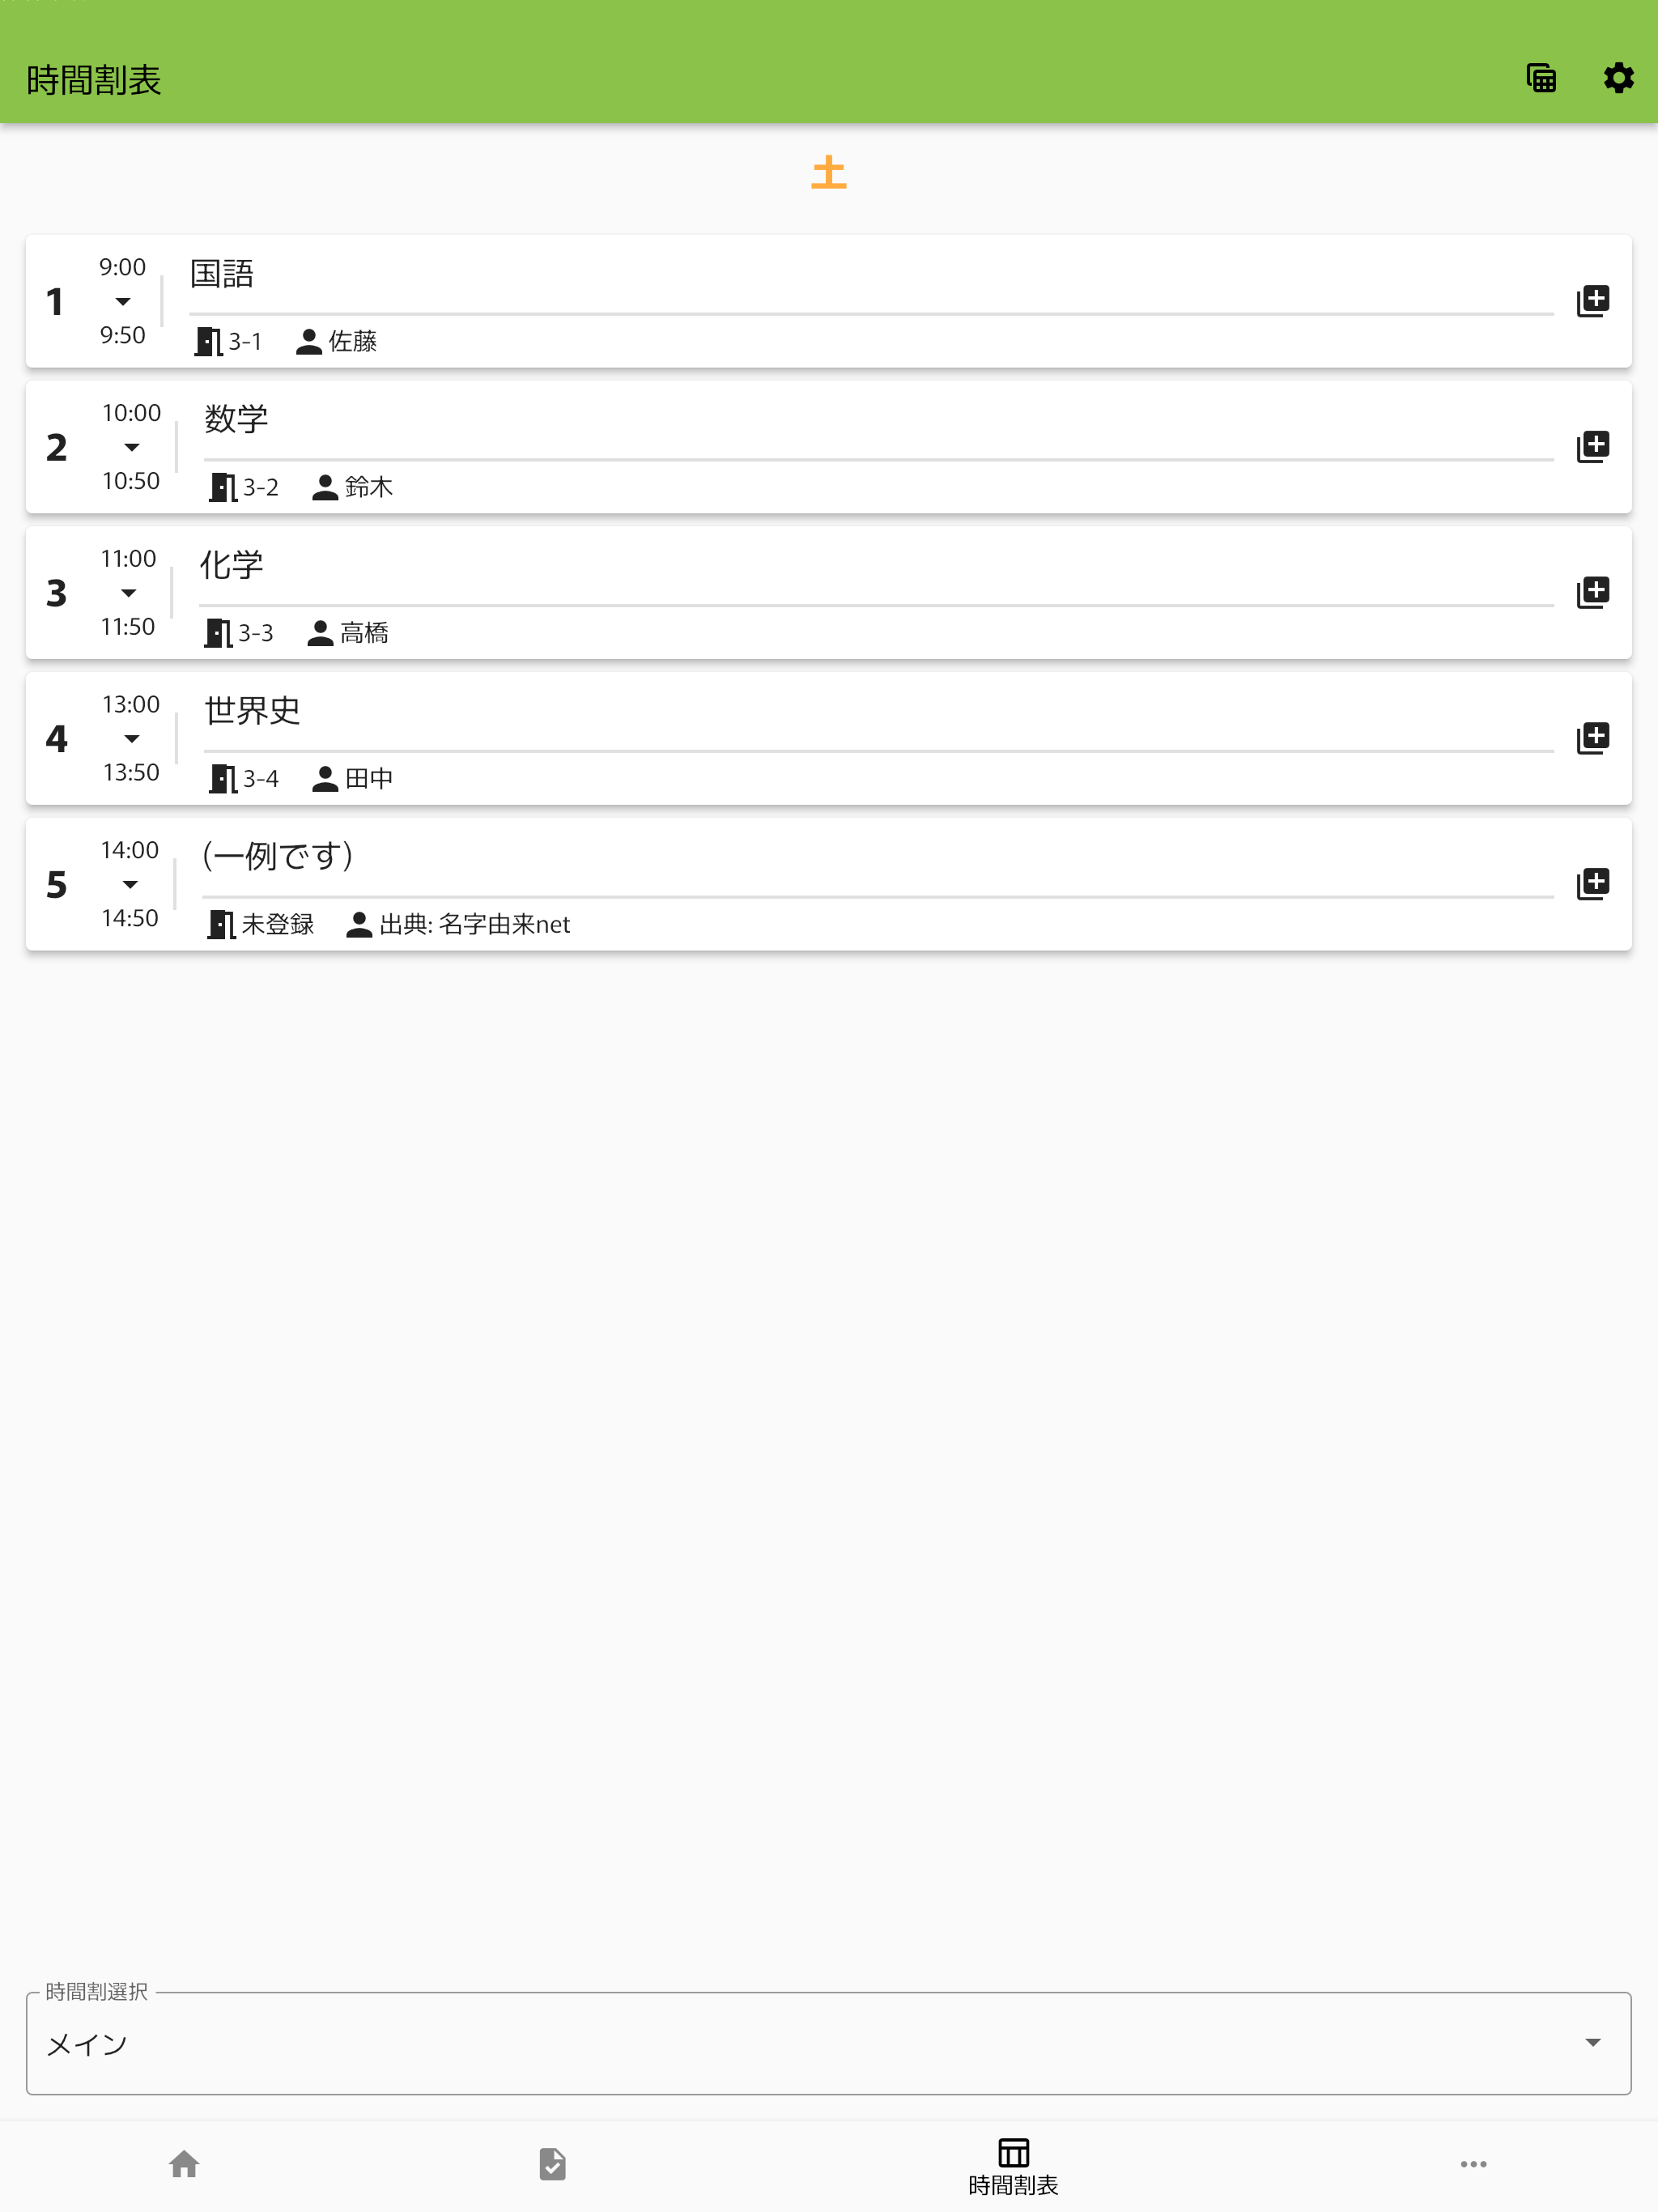 時間割表
土
1
9:00
9:50
国語
3-1 佐藤
2
10:00
10:50
数学
3-2 鈴木
3
11:00
11:50
化学
3-3 高橋
4
13:00
13:50
世界史
3-4 田中
5
14:00
14:50
(一例です)
未登録 出典: 名字由来net
時間割選択
メイン
時間割表